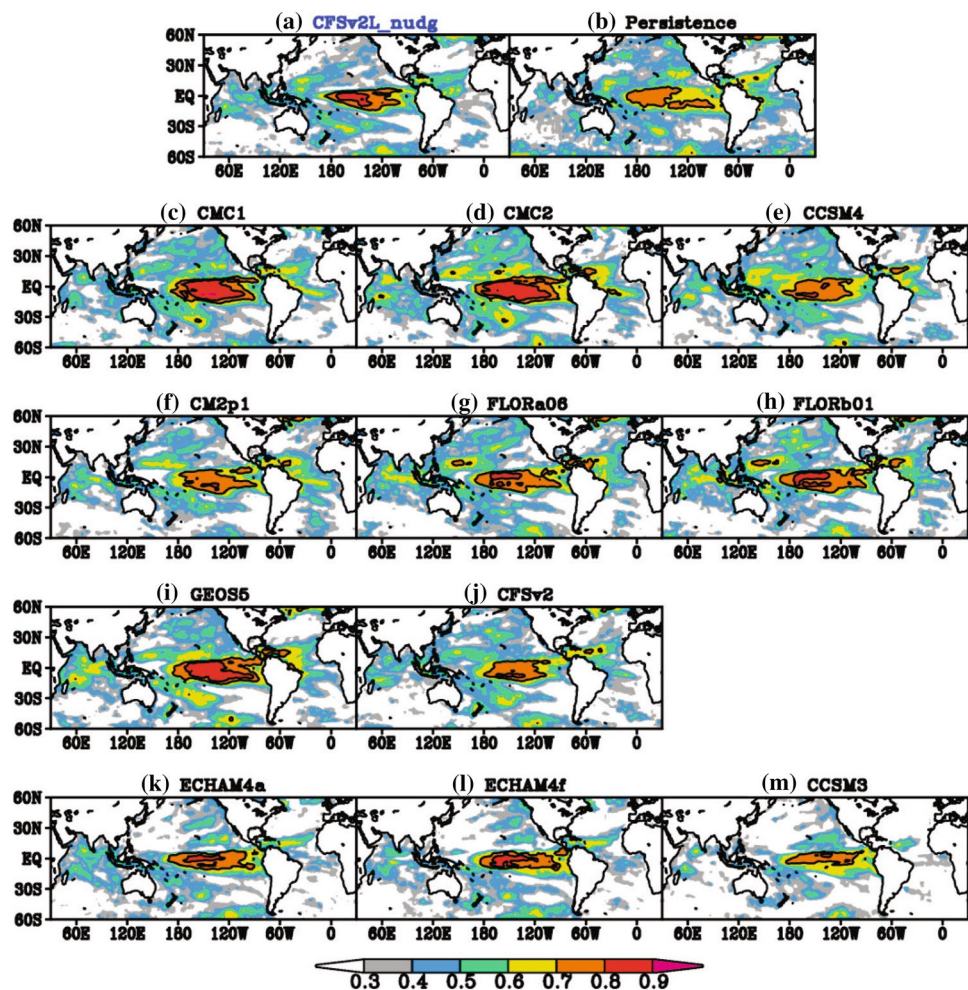 (a) CFSv2L_nudg (b) Persistence
60N
30N
EQ
30S
60S
60E 120E 180 120W 60W 0 60E 120E 180 120W 60W 0
(c) CMC1 (d) CMC2 (e) CCSM4
60N
30N
EQ
30S
60S
60E 120E 180 120W 60W 0 60E 120E 180 120W 60W 0 60E 120E 180 120W 60W 0
(f) CM2p1 (g) FLORa06 (h) FLORb01
60N
30N
EQ
30S
60S
60E 120E 180 120W 60W 0 60E 120E 180 120W 60W 0 60E 120E 180 120W 60W 0
(i) GEOS5 (j) CFSv2
60N
30N
EQ
30S
60S
60E 120E 180 120W 60W 0 60E 120E 180 120W 60W 0
(k) ECHAM4a (l) ECHAM4f (m) CCSM3
60N
30N
EQ
30S
60S
60E 120E 180 120W 60W 0 60E 120E 180 120W 60W 0 60E 120E 180 120W 60W 0
0.3 0.4 0.5 0.6 0.7 0.8 0.9